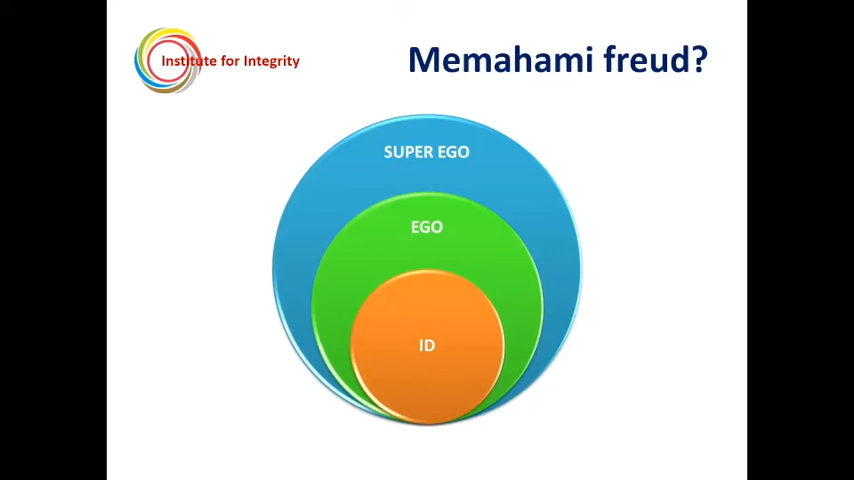 Institute for Integrity
Memahami freud?
SUPER EGO
EGO
ID